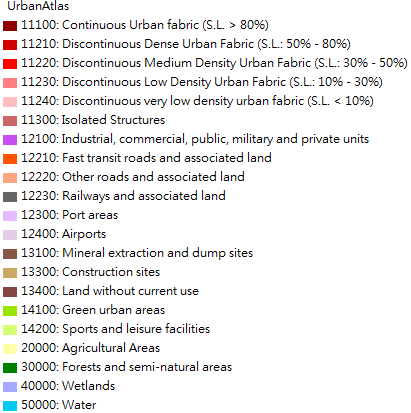 UrbanAtlas
11100: Continuous Urban fabric (S.L. > 80%)
11210: Discontinuous Dense Urban Fabric (S.L.: 50% - 80%)
11220: Discontinuous Medium Density Urban Fabric (S.L.: 30% - 50%)
11230: Discontinuous Low Density Urban Fabric (S.L.: 10% - 30%)
11240: Discontinuous very low density urban fabric (S.L. < 10%)
11300: Isolated Structures
12100: Industrial, commercial, public, military and private units
12210: Fast transit roads and associated land
12220: Other roads and associated land
12230: Railways and associated land
12300: Port areas
12400: Airports
13100: Mineral extraction and dump sites
13300: Construction sites
13400: Land without current use
14100: Green urban areas
14200: Sports and leisure facilities
20000: Agricultural Areas
30000: Forests and semi-natural areas
40000: Wetlands
50000: Water